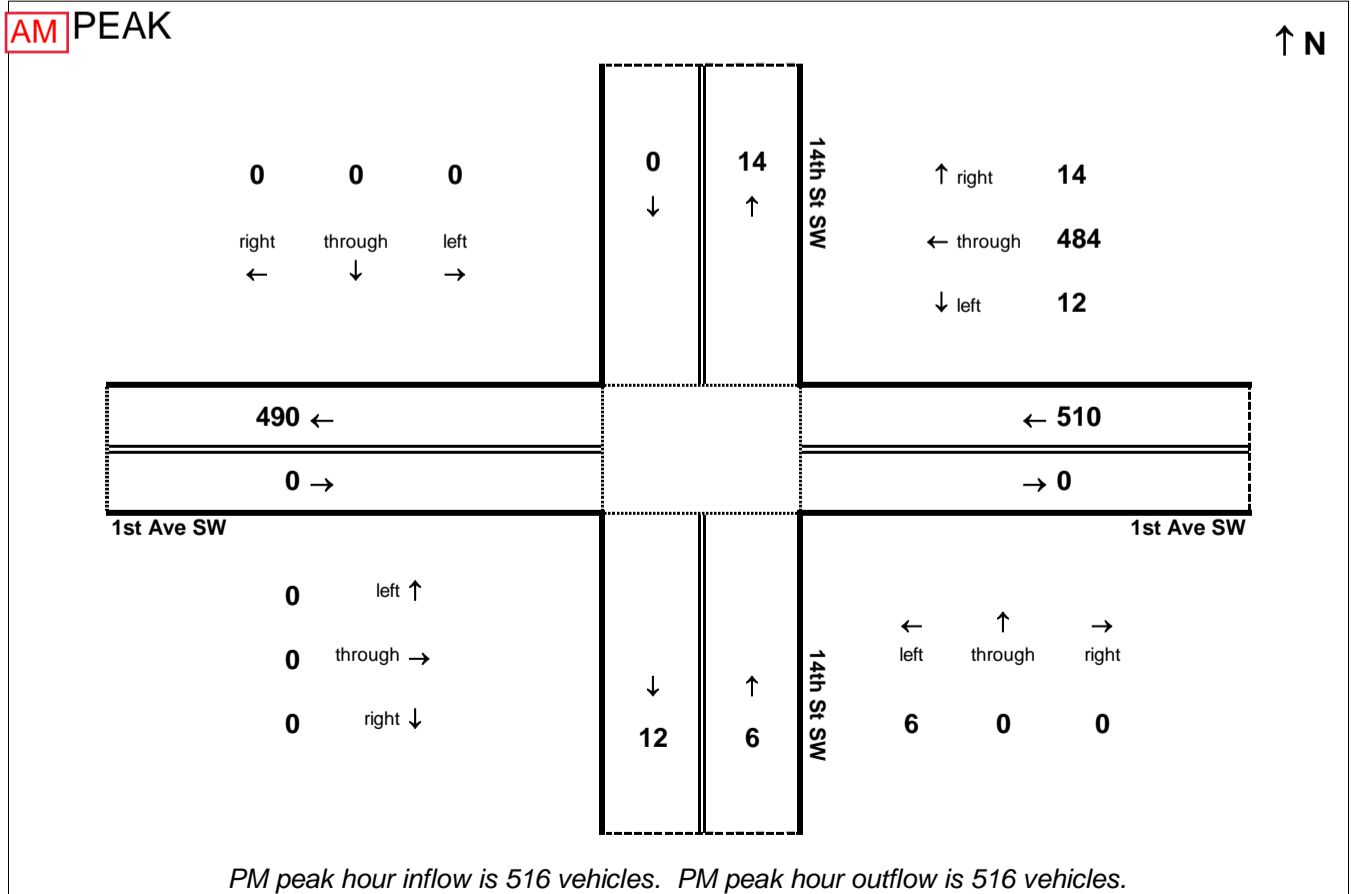 AM PEAK
↑ N
0 0 0
right through left
← ↓ →
0 14
↓ ↑
14th St SW
↑ right 14
← through 484
↓ left 12
490 ←
0 →
← 510
→ 0
1st Ave SW
1st Ave SW
0 left ↑
0 through →
0 right ↓
↓ ↑
12 6
14th St SW
← ↑ →
left through right
6 0 0
PM peak hour inflow is 516 vehicles. PM peak hour outflow is 516 vehicles.